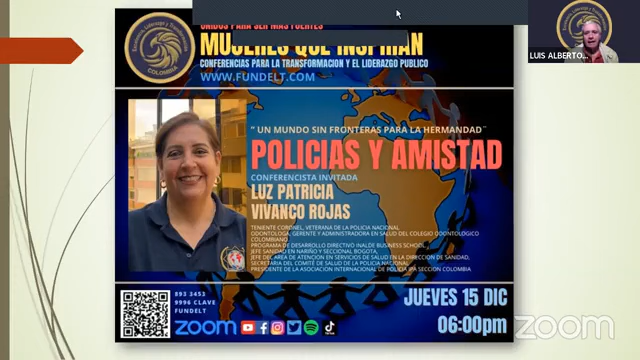 UNIDOS PARA SER MAS FUERTES
MUJERES QUE INSPIRAN
CONFERENCIAS PARA LA TRANSFORMACION Y EL LIDERAZGO PUBLICO
WWW.FUNDELT.COM
COLOMBIA
LUIS ALBERTO...
" UN MUNDO SIN FRONTERAS PARA LA HERMANDAD¨
POLICIAS Y AMISTAD
CONFERENCISTA INVITADA
LUZ PATRICIA
VIVANCO ROJAS
TENIENTE CORONEL, VETERANA DE LA POLICIA NACIONAL
ODONTOLOGA, GERENTE Y ADMINISTRADORA EN SALUD DEL COLEGIO ODONTOLOGICO
COLOMBIANO,
PROGRAMA DE DESARROLLO DIRECTIVO INALDE BUSINESS SCHOOL,
JEFE SANIDAD EN NARIÑO Y SECCIONAL BOGOTA,
JEFE DEL AREA DE ATENCION EN SERVICIOS DE SALUD EN LA DIRECCION DE SANIDAD,
SECRETARIA DEL COMITÉ DE SALUD DE LA POLICIA NACIONAL
PRESIDENTE DE LA ASOCIACION INTERNACIONAL DE POLICIA IPA SECCION COLOMBIA
893 3453
9996 CLAVE
FUNDELT
zoom
JUEVES 15 DIC
06:00pm
zoom